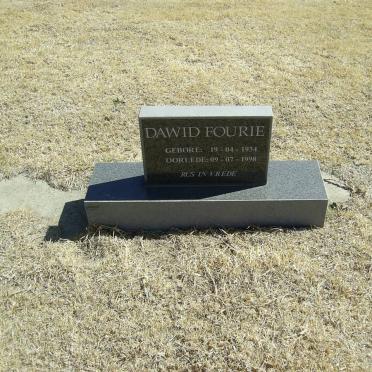 DAWID FOURIE
GEBORE: 19 - 04 - 1934
OORLEDE: 09 - 07 - 1998
RUS IN VREDE